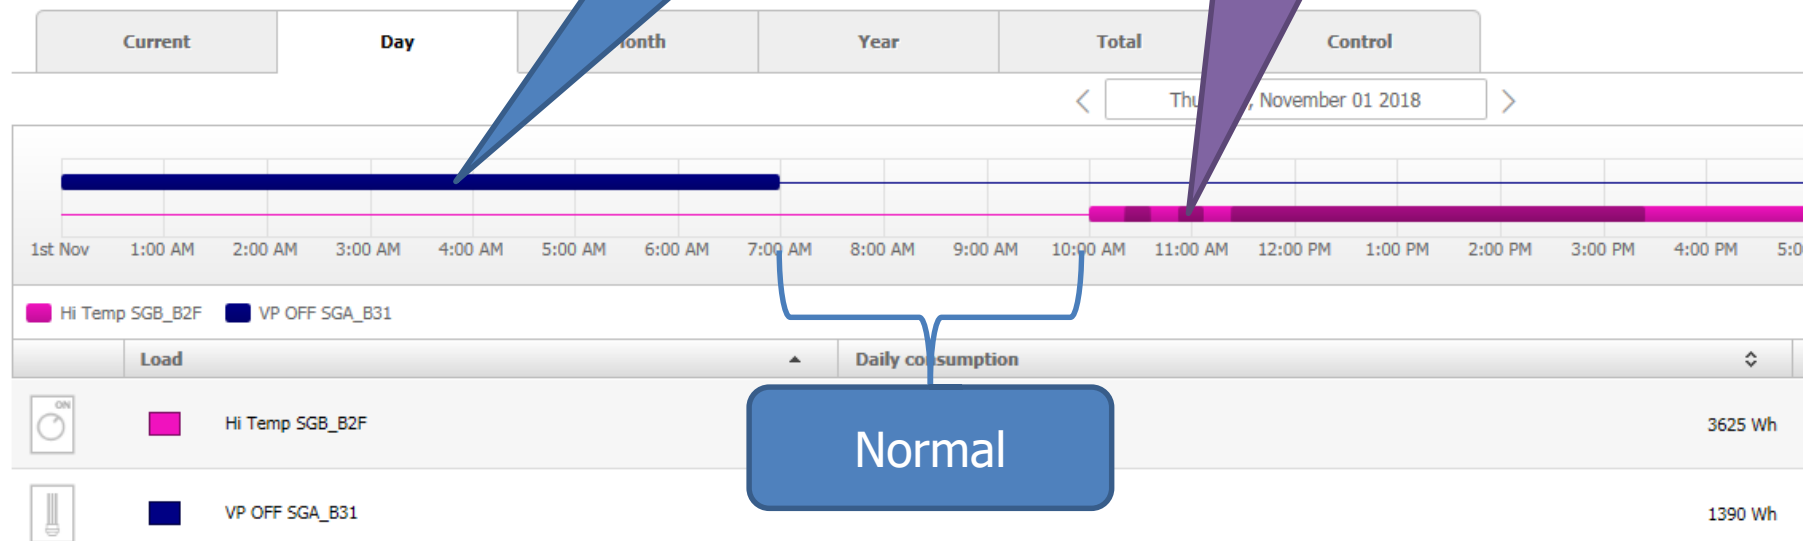 Current Day Year Total Control
November 01 2018
1st Nov 1:00 AM 2:00 AM 3:00 AM 4:00 AM 5:00 AM 6:00 AM 7:00 AM 8:00 AM 9:00 AM 10:00 AM 11:00 AM 12:00 PM 1:00 PM 2:00 PM 3:00 PM 4:00 PM 5:0
Hi Temp SGB_B2F VP OFF SGA_B31
Load Daily consumption
ON
Hi Temp SGB_B2F 3625 Wh
Normal
VP OFF SGA_B31 1390 Wh